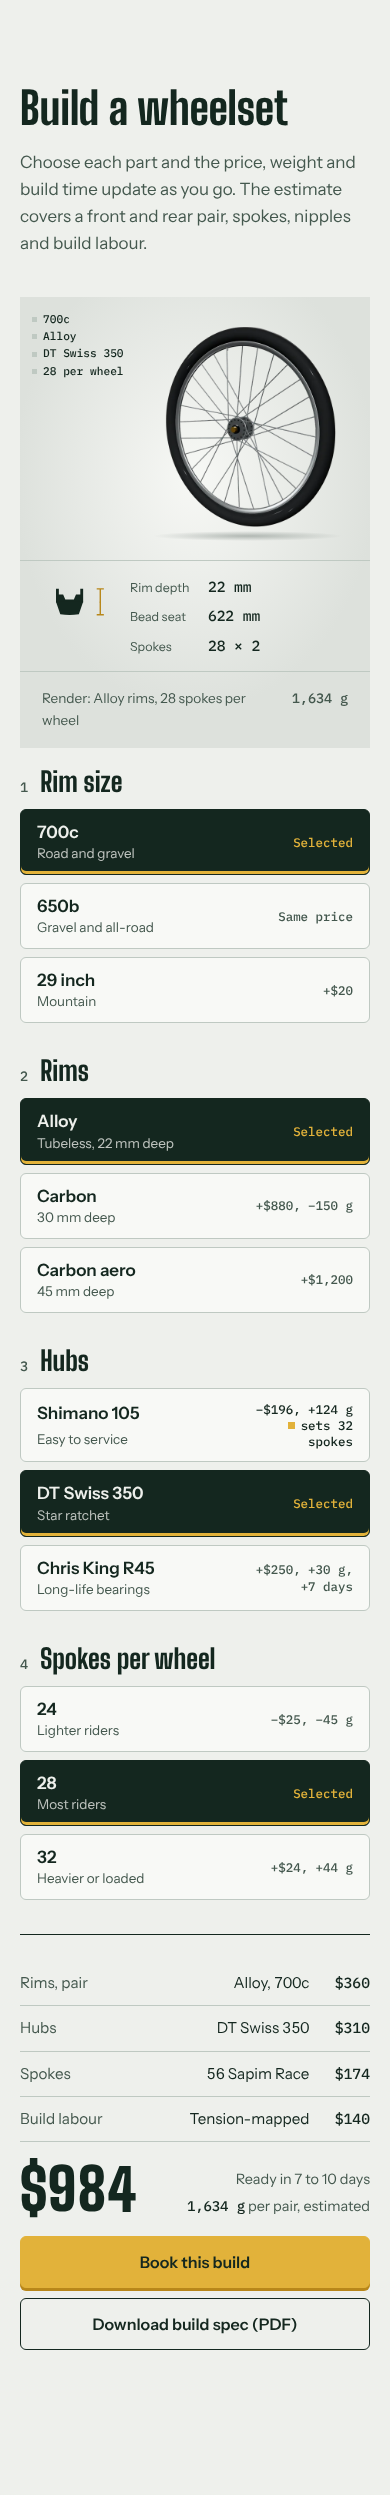 Build a wheelset
Choose each part and the price, weight and
build time update as you go. The estimate
covers a front and rear pair, spokes, nipples
and build labour.
700c
Alloy
DT Swiss 350
28 per wheel
Rim depth 22 mm
Bead seat 622 mm
Spokes 28 × 2
Render: Alloy rims, 28 spokes per 1,634 g
wheel
1 Rim size
700c
Road and gravel
Selected
650b
Gravel and all-road
Same price
29 inch
Mountain
+$20
2 Rims
Alloy
Tubeless, 22 mm deep
Selected
Carbon
30 mm deep
+$880, −150 g
Carbon aero
45 mm deep
+$1,200
3 Hubs
Shimano 105
Easy to service
−$196, +124 g
sets 32
spokes
DT Swiss 350
Star ratchet
Selected
Chris King R45
Long-life bearings
+$250, +30 g,
+7 days
4 Spokes per wheel
24
Lighter riders
−$25, −45 g
28
Most riders
Selected
32
Heavier or loaded
+$24, +44 g
Rims, pair Alloy, 700c $360
Hubs DT Swiss 350 $310
Spokes 56 Sapim Race $174
Build labour Tension-mapped $140
$984
Ready in 7 to 10 days
1,634 g per pair, estimated
Book this build
Download build spec (PDF)